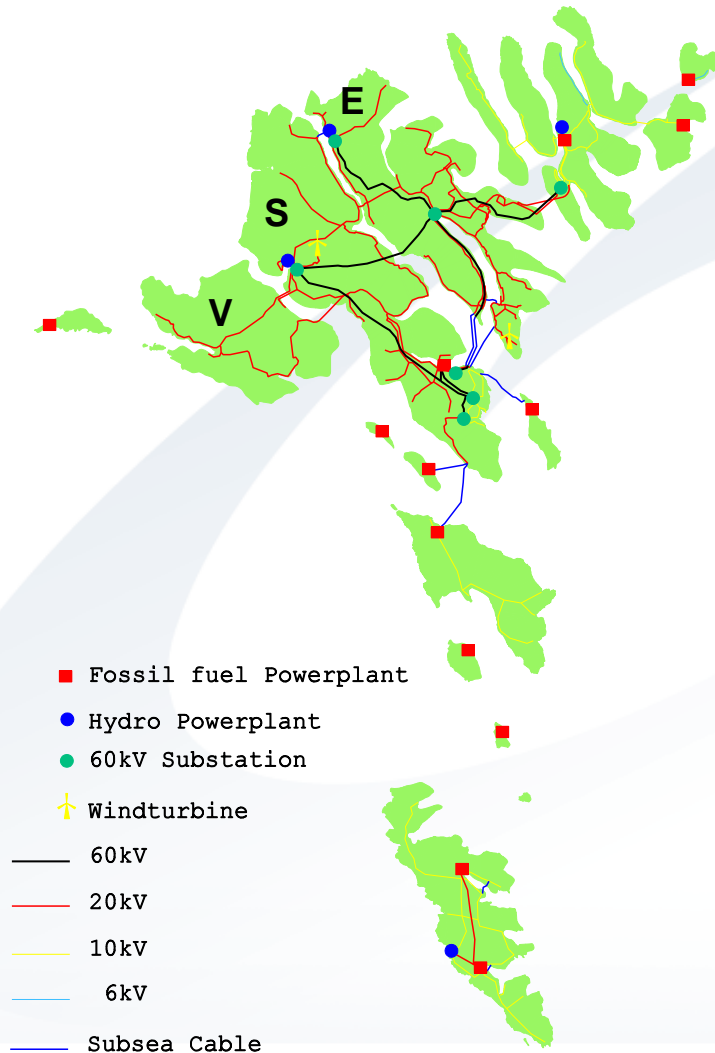 E
S
V
Fossil fuel Powerplant
Hydro Powerplant
60kV Substation
Windturbine
60kV
20kV
10kV
6kV
Subsea Cable